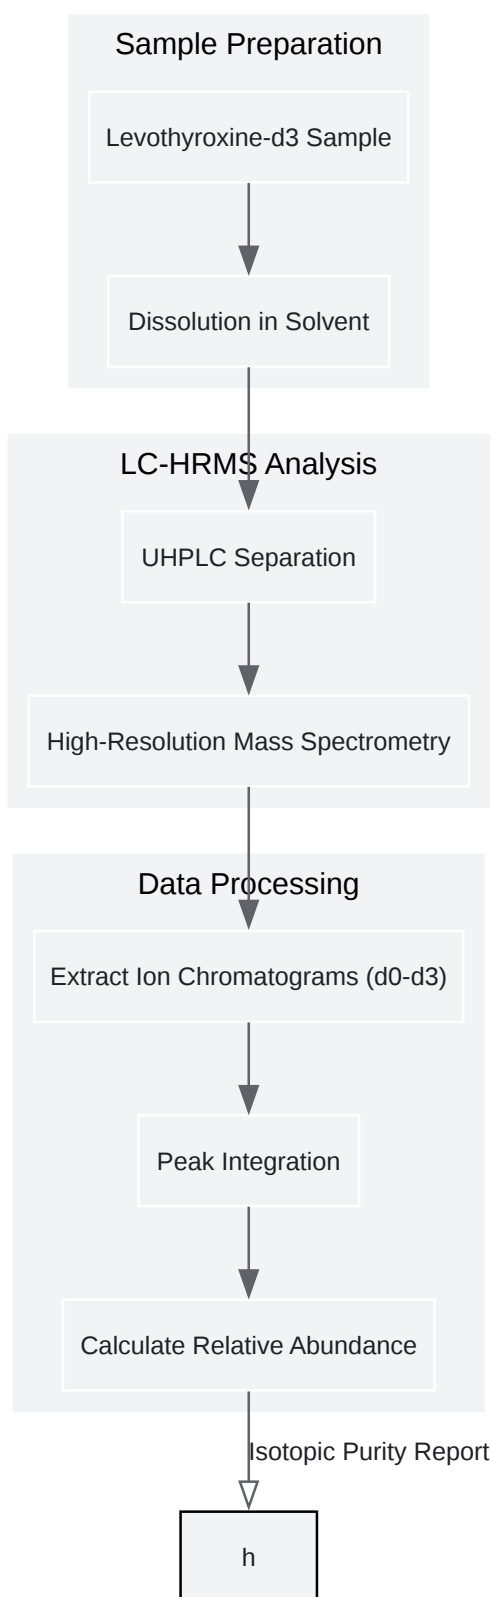 Sample Preparation
Levothyroxine-d3 Sample
Dissolution in Solvent
LC-HRMS Analysis
UHPLC Separation
High-Resolution Mass Spectrometry
Data Processing
Extract Ion Chromatograms (d0-d3)
Peak Integration
Calculate Relative Abundance
Isotopic Purity Report
h